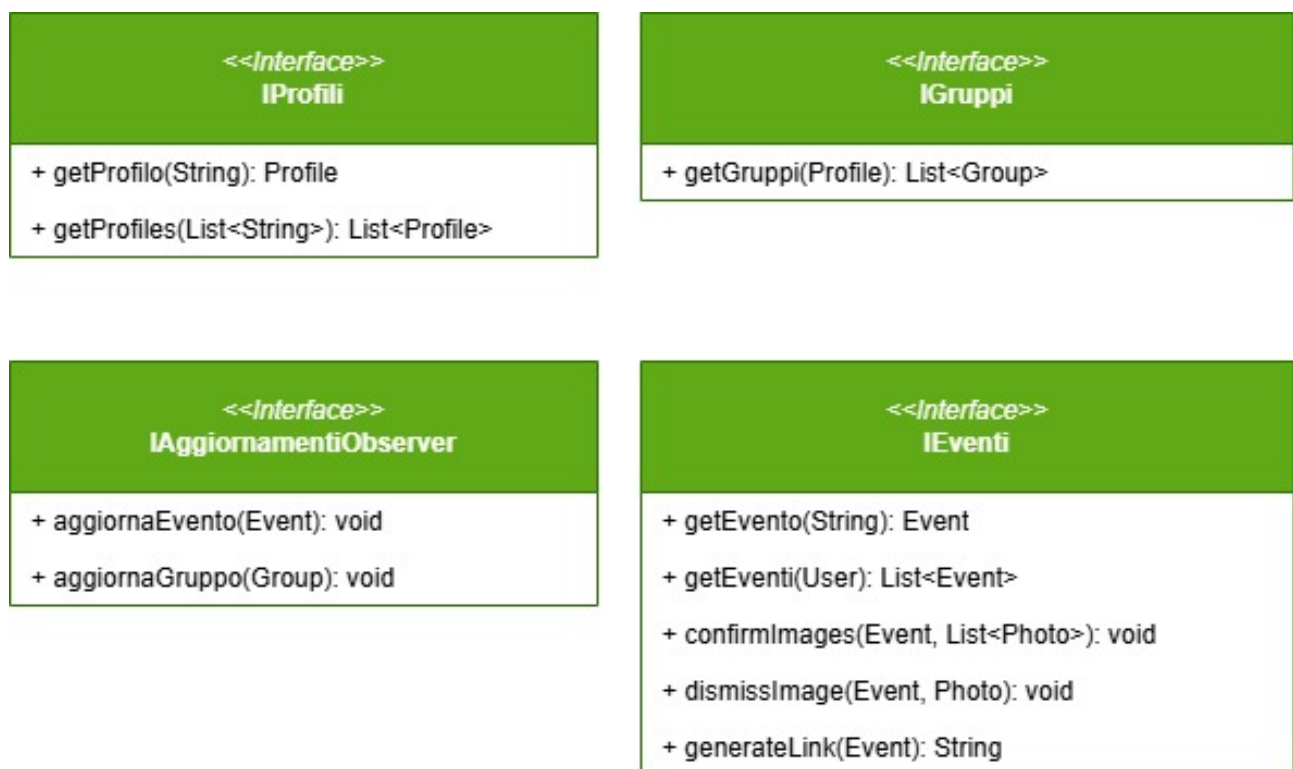 <<Interface>>
IProfili
+ getProfilo(String): Profile
+ getProfiles(List<String>): List<Profile>
<<Interface>>
IGruppi
+ getGruppi(Profile): List<Group>
<<Interface>>
IAggiornamentiObserver
+ aggiornaEvento(Event): void
+ aggiornaGruppo(Group): void
<<Interface>>
IEventi
+ getEvento(String): Event
+ getEventi(User): List<Event>
+ confirmImages(Event, List<Photo>): void
+ dismissImage(Event, Photo): void
+ generateLink(Event): String